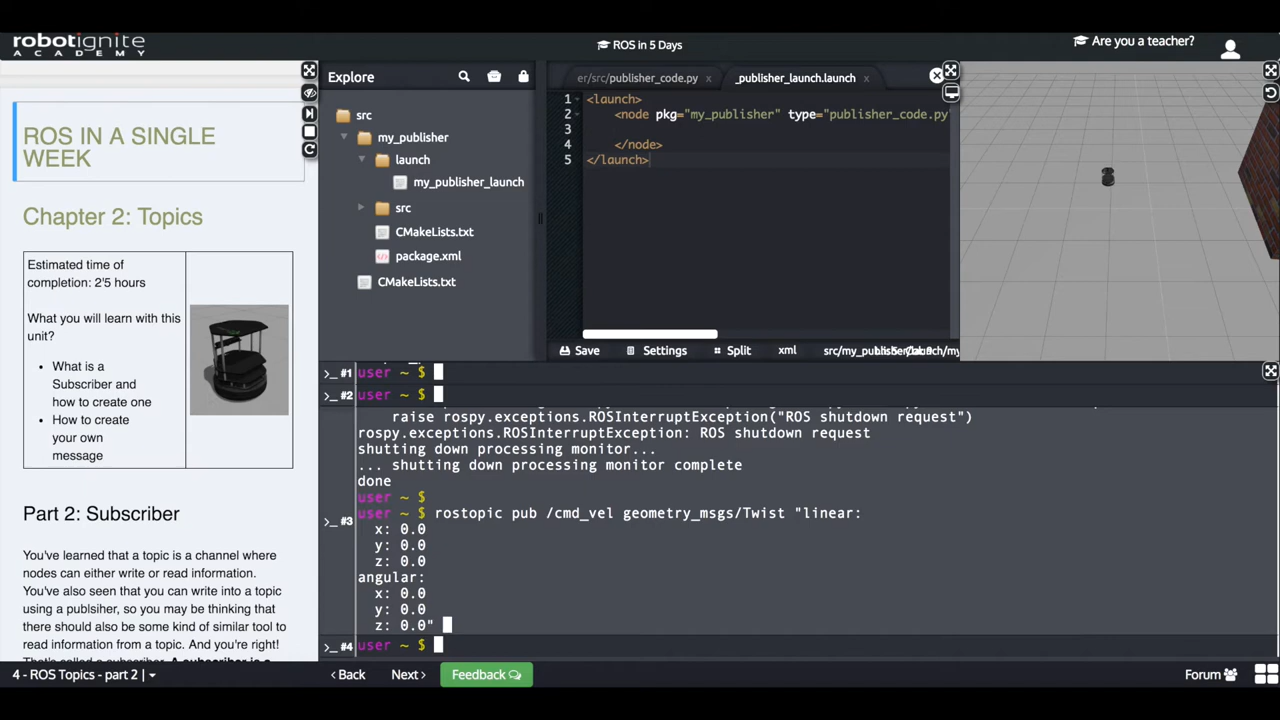 robotignite
ACADEMY
ROS in 5 Days
Are you a teacher?
ROS IN A SINGLE
WEEK
Chapter 2: Topics
Estimated time of
completion: 2'5 hours
What you will learn with this
unit?
• What is a
Subscriber and
how to create one
• How to create
your own
message
Part 2: Subscriber
You've learned that a topic is a channel where
nodes can either write or read information.
You've also seen that you can write into a topic
using a publsiher, so you may be thinking that
there should also be some kind of similar tool to
read information from a topic. And you're right!
That's called a subscriber. A subscriber is a
Explore
src
my_publisher
launch
my_publisher_launch
src
CMakeLists.txt
package.xml
CMakeLists.txt
er/src/publisher_code.py
_publisher_launch.launch
1 <launch>
2 <node pkg="my_publisher" type="publisher_code.py
3
4 </node>
5 </launch>
Save
Settings
Split
xml
>_ #1 user ~ $
>_ #2 user ~ $
raise rospy.exceptions.ROSInterruptException("ROS shutdown request")
rospy.exceptions.ROSInterruptException: ROS shutdown request
shutting down processing monitor...
... shutting down processing monitor complete
done
user ~ $
>_ #3 user ~ $ rostopic pub /cmd_vel geometry_msgs/Twist "linear:
x: 0.0
y: 0.0
z: 0.0
angular:
x: 0.0
y: 0.0
z: 0.0"
>_ #4 user ~ $
4 - ROS Topics - part 2 |
Back
Next
Feedback
Forum